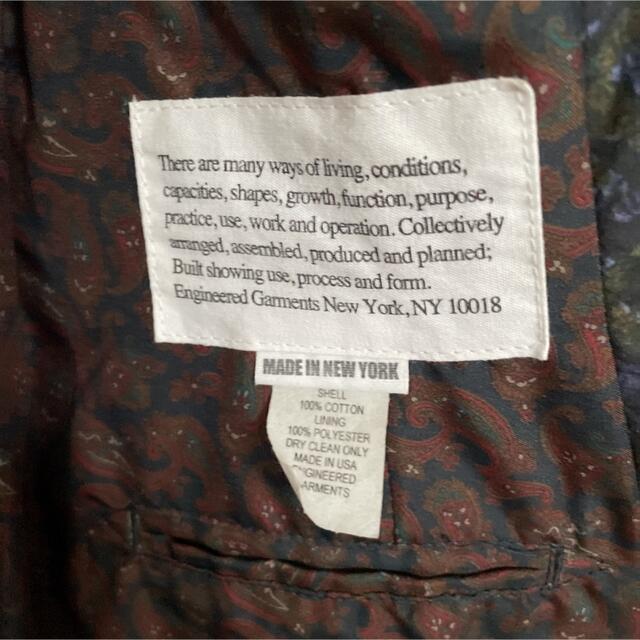 There are many ways of living, conditions,
capacities, shapes, growth, function, purpose,
practice, use, work and operation. Collectively
arranged, assembled, produced and planned;
Built showing use, process and form.
Engineered Garments New York, NY 10018
MADE IN NEW YORK
SHELL
100% COTTON
LINING
100% POLYESTER
DRY CLEAN ONLY
MADE IN USA
NGINEERED
ARMENTS